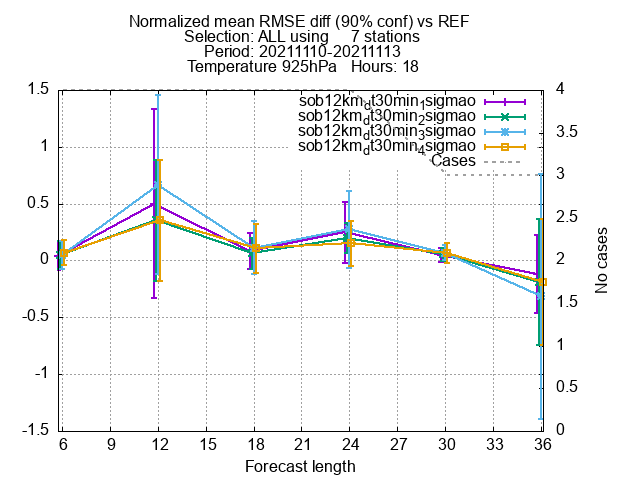 Normalized mean RMSE diff (90% conf) vs REF
Selection: ALL using 7 stations
Period: 20211110-20211113
Temperature 925hPa Hours: 18
sob12km_dt30min_1sigmao
sob12km_dt30min_2sigmao
sob12km_dt30min_3sigmao
sob12km_dt30min_4sigmao
Cases
1.5
1
0.5
0
-0.5
-1
-1.5
4
3.5
3
2.5
2
1.5
1
0.5
0
No cases
6 9 12 15 18 21 24 27 30 33 36
Forecast length